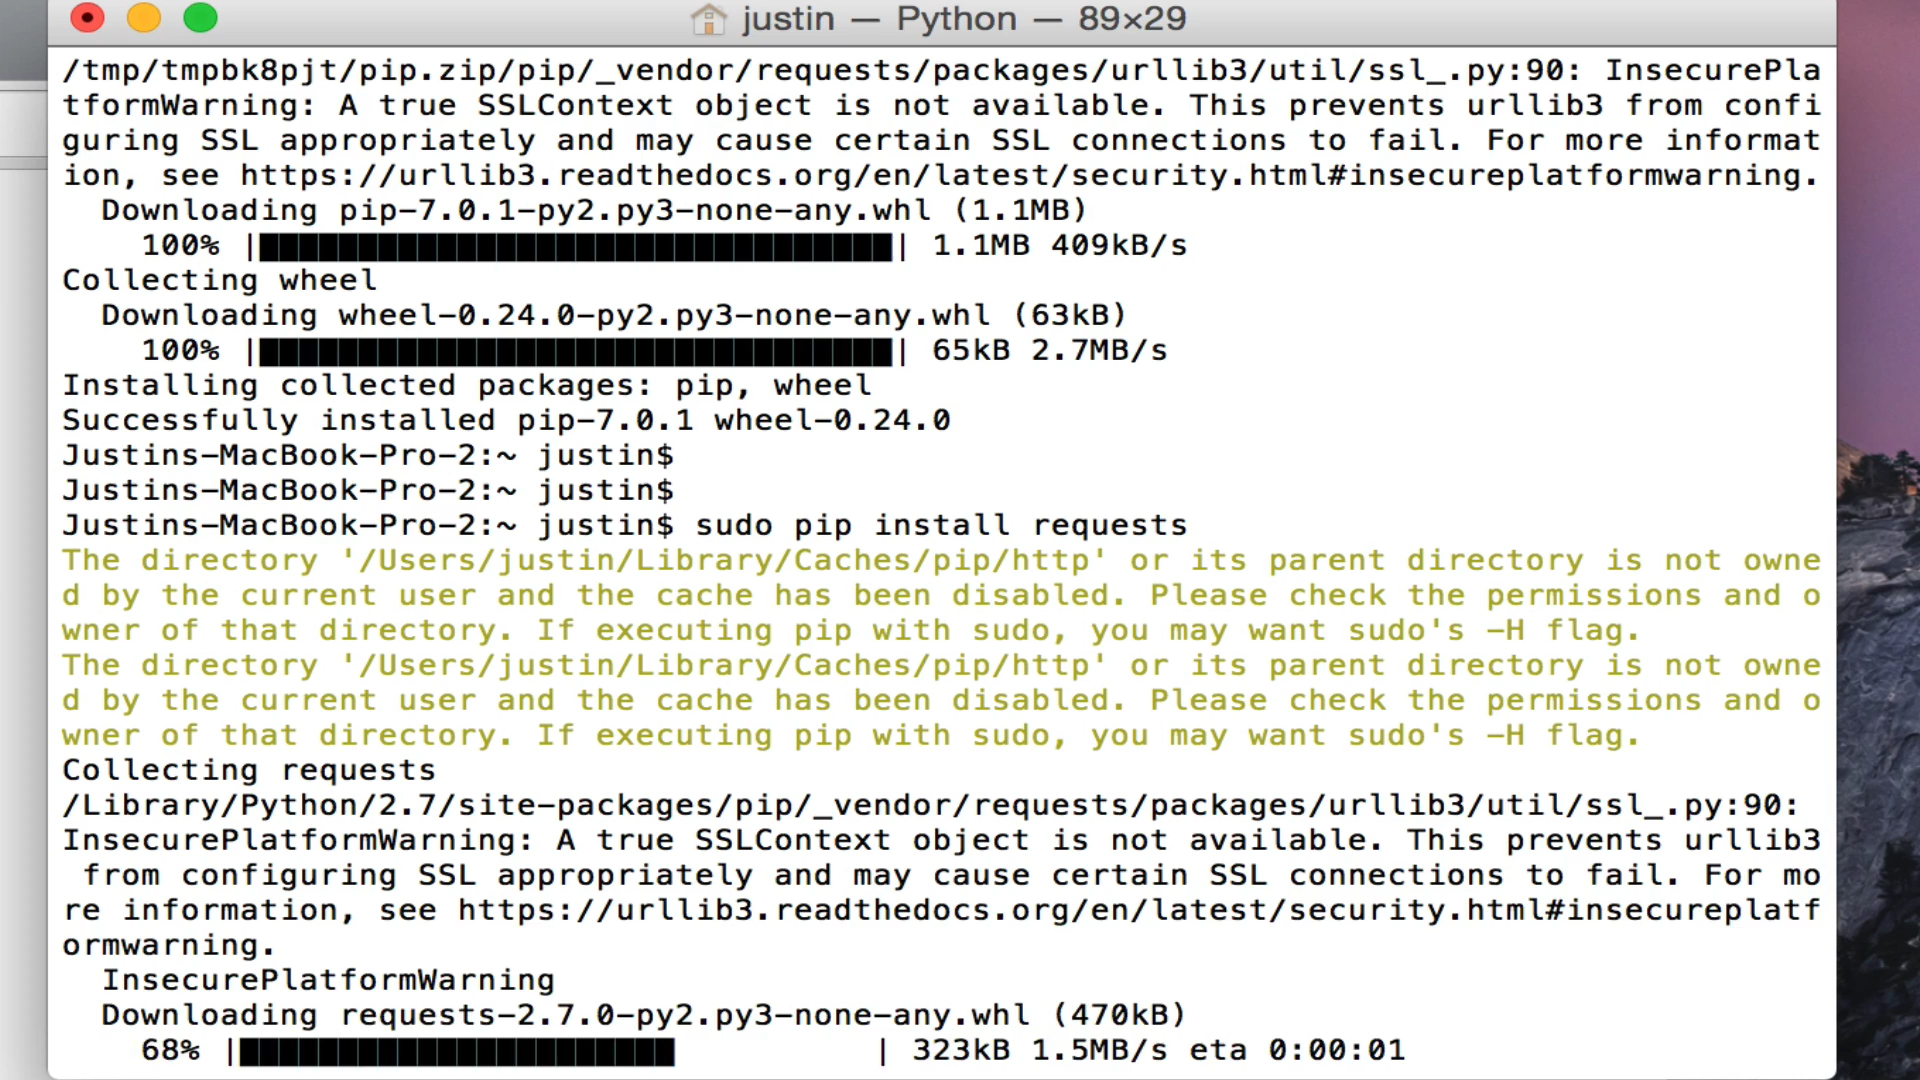 justin — Python — 89×29
/tmp/tmpbk8pjt/pip.zip/pip/_vendor/requests/packages/urllib3/util/ssl_.py:90: InsecurePla
tformWarning: A true SSLContext object is not available. This prevents urllib3 from confi
guring SSL appropriately and may cause certain SSL connections to fail. For more informat
ion, see https://urllib3.readthedocs.org/en/latest/security.html#insecureplatformwarning.
Downloading pip-7.0.1-py2.py3-none-any.whl (1.1MB)
100% |████████████████████████████████| 1.1MB 409kB/s
Collecting wheel
Downloading wheel-0.24.0-py2.py3-none-any.whl (63kB)
100% |████████████████████████████████| 65kB 2.7MB/s
Installing collected packages: pip, wheel
Successfully installed pip-7.0.1 wheel-0.24.0
Justins-MacBook-Pro-2:~ justin$
Justins-MacBook-Pro-2:~ justin$
Justins-MacBook-Pro-2:~ justin$ sudo pip install requests
The directory '/Users/justin/Library/Caches/pip/http' or its parent directory is not owne
d by the current user and the cache has been disabled. Please check the permissions and o
wner of that directory. If executing pip with sudo, you may want sudo's -H flag.
The directory '/Users/justin/Library/Caches/pip/http' or its parent directory is not owne
d by the current user and the cache has been disabled. Please check the permissions and o
wner of that directory. If executing pip with sudo, you may want sudo's -H flag.
Collecting requests
/Library/Python/2.7/site-packages/pip/_vendor/requests/packages/urllib3/util/ssl_.py:90:
InsecurePlatformWarning: A true SSLContext object is not available. This prevents urllib3
from configuring SSL appropriately and may cause certain SSL connections to fail. For mo
re information, see https://urllib3.readthedocs.org/en/latest/security.html#insecureplatf
ormwarning.
InsecurePlatformWarning
Downloading requests-2.7.0-py2.py3-none-any.whl (470kB)
68% |██████████████████████          | 323kB 1.5MB/s eta 0:00:01